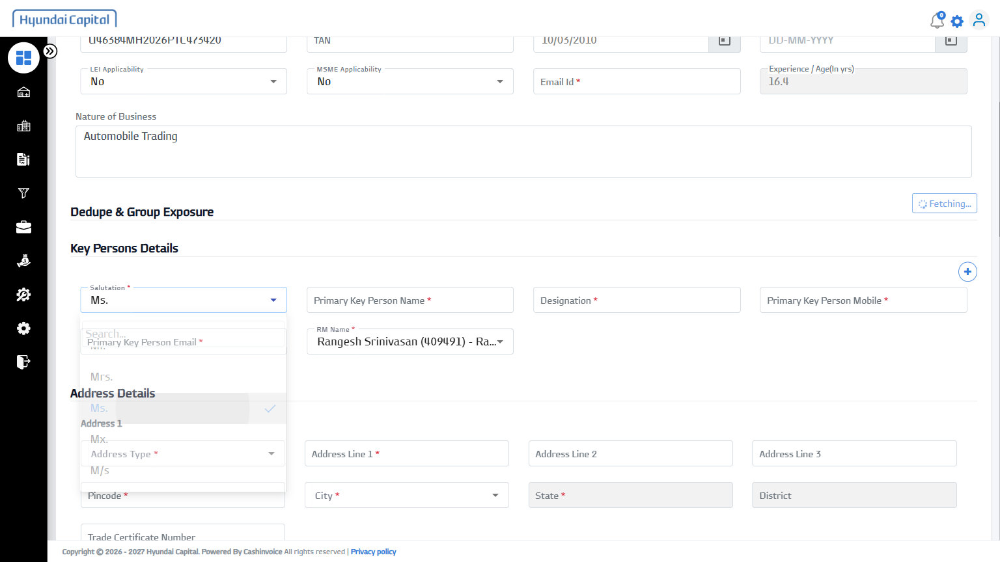 Hyundai Capital
0
U46384MH2026PTC473420
TAN
10/03/2010
DD-MM-YYYY
LEI Applicability
No
MSME Applicability
No
Email Id *
Experience / Age(In yrs)
16.4
Nature of Business
Automobile Trading
Dedupe & Group Exposure
Fetching...
Key Persons Details
Salutation *
Ms.
Primary Key Person Name *
Designation *
Primary Key Person Mobile *
Search...
Primary Key Person Email *
RM Name *
Rangesh Srinivasan (409491) - Ra...
Mrs.
Address Details
Ms.
Address 1
Mx.
Address Type *
Address Line 1 *
Address Line 2
Address Line 3
M/s
Pincode *
City *
State *
District
Trade Certificate Number
Copyright © 2026 - 2027 Hyundai Capital. Powered By Cashinvoice All rights reserved | Privacy policy